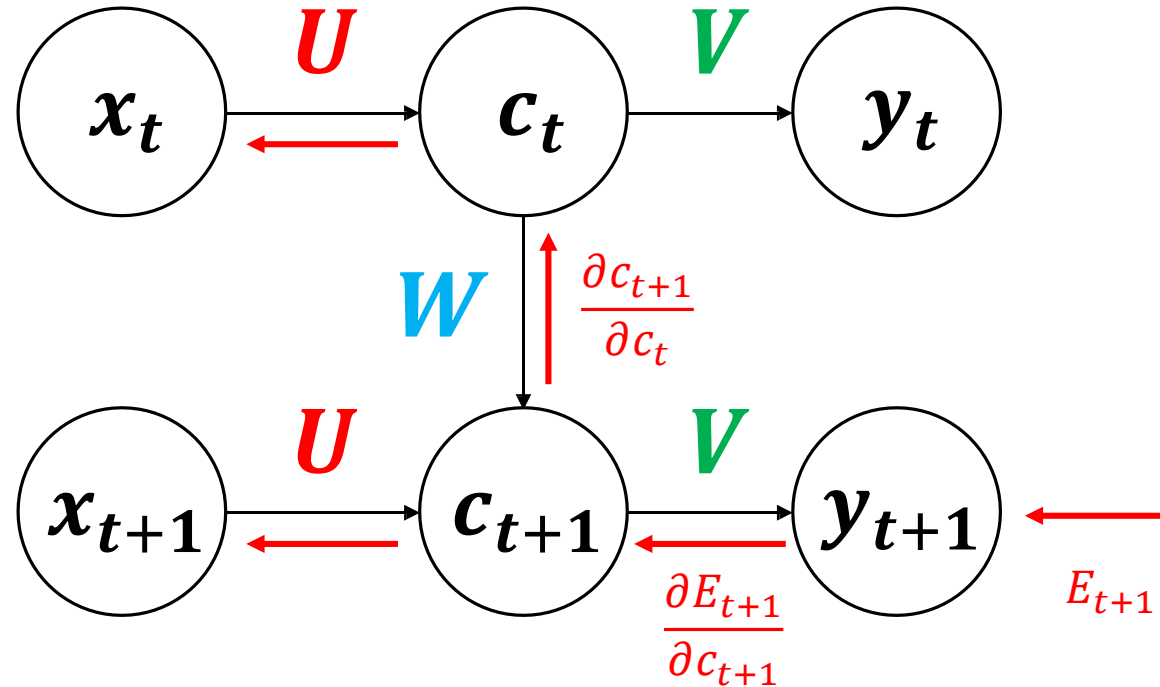 U V
x_t c_t y_t
W ∂c_{t+1}/∂c_t
U V
x_{t+1} c_{t+1} y_{t+1}
∂E_{t+1}/∂c_{t+1} E_{t+1}